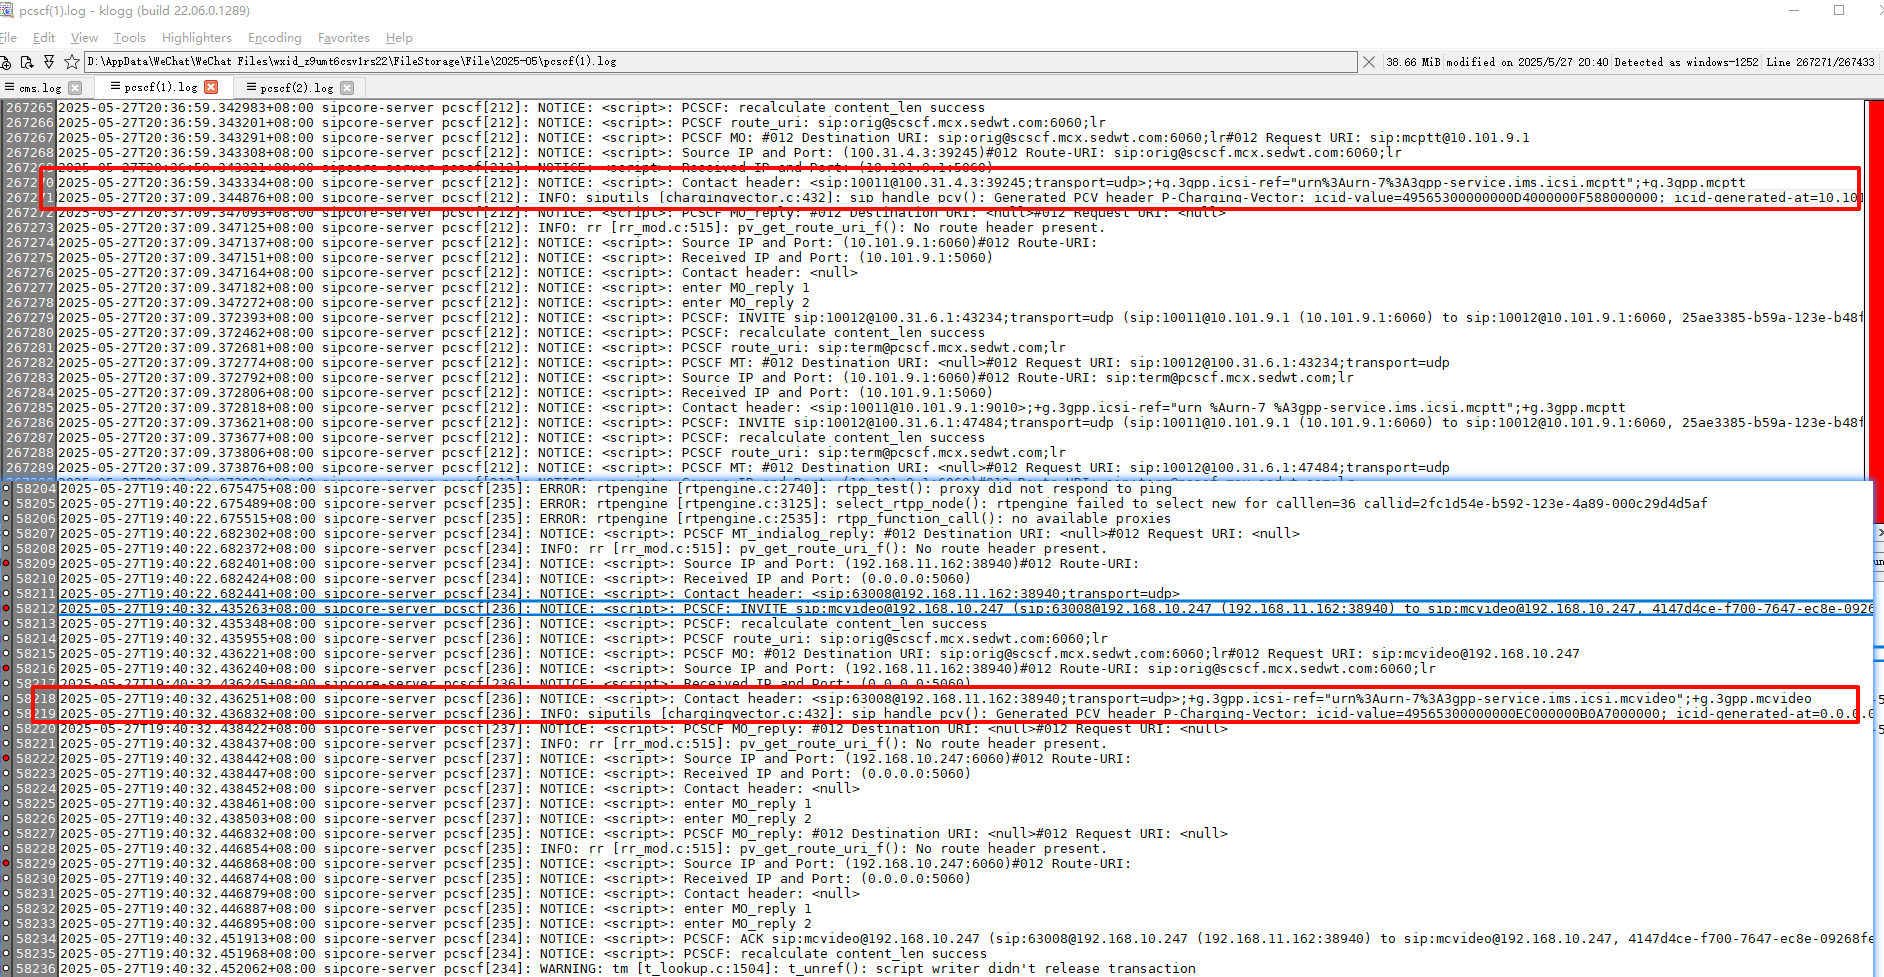 pcscf(1).log - klogg (build 22.06.0.1289)
File Edit View Tools Highlighters Encoding Favorites Help
D:\AppData\WeChat\WeChat Files\wxid_z9umt6csv1rs22\FileStorage\File\2025-05\pcscf(1).log 38.66 MiB modified on 2025/5/27 20:40 Detected as windows-1252 Line 267271/267433
cms.log pcscf(1).log pcscf(2).log
267265 2025-05-27T20:36:59.342983+08:00 sipcore-server pcscf[212]: NOTICE: <script>: PCSCF: recalculate content_len success
267266 2025-05-27T20:36:59.343201+08:00 sipcore-server pcscf[212]: NOTICE: <script>: PCSCF route_uri: sip:orig@scscf.mcx.sedwt.com:6060;lr
267267 2025-05-27T20:36:59.343291+08:00 sipcore-server pcscf[212]: NOTICE: <script>: PCSCF MO: #012 Destination URI: sip:orig@scscf.mcx.sedwt.com:6060;lr#012 Request URI: sip:mcptt@10.101.9.1
267268 2025-05-27T20:36:59.343308+08:00 sipcore-server pcscf[212]: NOTICE: <script>: Source IP and Port: (100.31.4.3:39245)#012 Route-URI: sip:orig@scscf.mcx.sedwt.com:6060;lr
267269 2025-05-27T20:36:59.343321+08:00 sipcore-server pcscf[212]: NOTICE: <script>: Received IP and Port: (10.101.9.1:5060)
267270 2025-05-27T20:36:59.343334+08:00 sipcore-server pcscf[212]: NOTICE: <script>: Contact header: <sip:10011@100.31.4.3:39245;transport=udp>;+g.3gpp.icsi-ref="urn%3Aurn-7%3A3gpp-service.ims.icsi.mcptt";+g.3gpp.mcptt
267271 2025-05-27T20:37:09.344876+08:00 sipcore-server pcscf[212]: INFO: siputils [chargingvector.c:432]: sip_handle_pcv(): Generated PCV header P-Charging-Vector: icid-value=49565300000000D4000000F588000000; icid-generated-at=10.101
267272 2025-05-27T20:37:09.347093+08:00 sipcore-server pcscf[212]: NOTICE: <script>: PCSCF MO_reply: #012 Destination URI: <null>#012 Request URI: <null>
267273 2025-05-27T20:37:09.347125+08:00 sipcore-server pcscf[212]: INFO: rr [rr_mod.c:515]: pv_get_route_uri_f(): No route header present.
267274 2025-05-27T20:37:09.347137+08:00 sipcore-server pcscf[212]: NOTICE: <script>: Source IP and Port: (10.101.9.1:6060)#012 Route-URI:
267275 2025-05-27T20:37:09.347151+08:00 sipcore-server pcscf[212]: NOTICE: <script>: Received IP and Port: (10.101.9.1:5060)
267276 2025-05-27T20:37:09.347164+08:00 sipcore-server pcscf[212]: NOTICE: <script>: Contact header: <null>
267277 2025-05-27T20:37:09.347182+08:00 sipcore-server pcscf[212]: NOTICE: <script>: enter MO_reply 1
267278 2025-05-27T20:37:09.347272+08:00 sipcore-server pcscf[212]: NOTICE: <script>: enter MO_reply 2
267279 2025-05-27T20:37:09.372393+08:00 sipcore-server pcscf[212]: NOTICE: <script>: PCSCF: INVITE sip:10012@100.31.6.1:43234;transport=udp (sip:10011@10.101.9.1 (10.101.9.1:6060) to sip:10012@10.101.9.1:6060, 25ae3385-b59a-123e-b48f
267280 2025-05-27T20:37:09.372462+08:00 sipcore-server pcscf[212]: NOTICE: <script>: PCSCF: recalculate content_len success
267281 2025-05-27T20:37:09.372681+08:00 sipcore-server pcscf[212]: NOTICE: <script>: PCSCF route_uri: sip:term@pcscf.mcx.sedwt.com;lr
267282 2025-05-27T20:37:09.372774+08:00 sipcore-server pcscf[212]: NOTICE: <script>: PCSCF MT: #012 Destination URI: <null>#012 Request URI: sip:10012@100.31.6.1:43234;transport=udp
267283 2025-05-27T20:37:09.372792+08:00 sipcore-server pcscf[212]: NOTICE: <script>: Source IP and Port: (10.101.9.1:6060)#012 Route-URI: sip:term@pcscf.mcx.sedwt.com;lr
267284 2025-05-27T20:37:09.372806+08:00 sipcore-server pcscf[212]: NOTICE: <script>: Received IP and Port: (10.101.9.1:5060)
267285 2025-05-27T20:37:09.372818+08:00 sipcore-server pcscf[212]: NOTICE: <script>: Contact header: <sip:10011@10.101.9.1:9010>;+g.3gpp.icsi-ref="urn %Aurn-7 %A3gpp-service.ims.icsi.mcptt";+g.3gpp.mcptt
267286 2025-05-27T20:37:09.373621+08:00 sipcore-server pcscf[212]: NOTICE: <script>: PCSCF: INVITE sip:10012@100.31.6.1:47484;transport=udp (sip:10011@10.101.9.1 (10.101.9.1:6060) to sip:10012@10.101.9.1:6060, 25ae3385-b59a-123e-b48f
267287 2025-05-27T20:37:09.373677+08:00 sipcore-server pcscf[212]: NOTICE: <script>: PCSCF: recalculate content_len success
267288 2025-05-27T20:37:09.373806+08:00 sipcore-server pcscf[212]: NOTICE: <script>: PCSCF route_uri: sip:term@pcscf.mcx.sedwt.com;lr
267289 2025-05-27T20:37:09.373876+08:00 sipcore-server pcscf[212]: NOTICE: <script>: PCSCF MT: #012 Destination URI: <null>#012 Request URI: sip:10012@100.31.6.1:47484;transport=udp
58204 2025-05-27T19:40:22.675475+08:00 sipcore-server pcscf[235]: ERROR: rtpengine [rtpengine.c:2740]: rtpp_test(): proxy did not respond to ping
58205 2025-05-27T19:40:22.675489+08:00 sipcore-server pcscf[235]: ERROR: rtpengine [rtpengine.c:3125]: select_rtpp_node(): rtpengine failed to select new for calllen=36 callid=2fc1d54e-b592-123e-4a89-000c29d4d5af
58206 2025-05-27T19:40:22.675515+08:00 sipcore-server pcscf[235]: ERROR: rtpengine [rtpengine.c:2535]: rtpp_function_call(): no available proxies
58207 2025-05-27T19:40:22.682302+08:00 sipcore-server pcscf[234]: NOTICE: <script>: PCSCF MT_indialog_reply: #012 Destination URI: <null>#012 Request URI: <null>
58208 2025-05-27T19:40:22.682372+08:00 sipcore-server pcscf[234]: INFO: rr [rr_mod.c:515]: pv_get_route_uri_f(): No route header present.
58209 2025-05-27T19:40:22.682401+08:00 sipcore-server pcscf[234]: NOTICE: <script>: Source IP and Port: (192.168.11.162:38940)#012 Route-URI:
58210 2025-05-27T19:40:22.682424+08:00 sipcore-server pcscf[234]: NOTICE: <script>: Received IP and Port: (0.0.0.0:5060)
58211 2025-05-27T19:40:22.682441+08:00 sipcore-server pcscf[234]: NOTICE: <script>: Contact header: <sip:63008@192.168.11.162:38940;transport=udp>
58212 2025-05-27T19:40:32.435263+08:00 sipcore-server pcscf[236]: NOTICE: <script>: PCSCF: INVITE sip:mcvideo@192.168.10.247 (sip:63008@192.168.10.247 (192.168.11.162:38940) to sip:mcvideo@192.168.10.247, 4147d4ce-f700-7647-ec8e-0926
58213 2025-05-27T19:40:32.435348+08:00 sipcore-server pcscf[236]: NOTICE: <script>: PCSCF: recalculate content_len success
58214 2025-05-27T19:40:32.435955+08:00 sipcore-server pcscf[236]: NOTICE: <script>: PCSCF route_uri: sip:orig@scscf.mcx.sedwt.com:6060;lr
58215 2025-05-27T19:40:32.436221+08:00 sipcore-server pcscf[236]: NOTICE: <script>: PCSCF MO: #012 Destination URI: sip:orig@scscf.mcx.sedwt.com:6060;lr#012 Request URI: sip:mcvideo@192.168.10.247
58216 2025-05-27T19:40:32.436240+08:00 sipcore-server pcscf[236]: NOTICE: <script>: Source IP and Port: (192.168.11.162:38940)#012 Route-URI: sip:orig@scscf.mcx.sedwt.com:6060;lr
58217 2025-05-27T19:40:32.436245+08:00 sipcore-server pcscf[236]: NOTICE: <script>: Received IP and Port: (0.0.0.0:5060)
58218 2025-05-27T19:40:32.436251+08:00 sipcore-server pcscf[236]: NOTICE: <script>: Contact header: <sip:63008@192.168.11.162:38940;transport=udp>;+g.3gpp.icsi-ref="urn%3Aurn-7%3A3gpp-service.ims.icsi.mcvideo";+g.3gpp.mcvideo
58219 2025-05-27T19:40:32.436832+08:00 sipcore-server pcscf[236]: INFO: siputils [chargingvector.c:432]: sip_handle_pcv(): Generated PCV header P-Charging-Vector: icid-value=49565300000000EC000000B0A7000000; icid-generated-at=0.0.0.0
58220 2025-05-27T19:40:32.438422+08:00 sipcore-server pcscf[237]: NOTICE: <script>: PCSCF MO_reply: #012 Destination URI: <null>#012 Request URI: <null>
58221 2025-05-27T19:40:32.438437+08:00 sipcore-server pcscf[237]: INFO: rr [rr_mod.c:515]: pv_get_route_uri_f(): No route header present.
58222 2025-05-27T19:40:32.438442+08:00 sipcore-server pcscf[237]: NOTICE: <script>: Source IP and Port: (192.168.10.247:6060)#012 Route-URI:
58223 2025-05-27T19:40:32.438447+08:00 sipcore-server pcscf[237]: NOTICE: <script>: Received IP and Port: (0.0.0.0:5060)
58224 2025-05-27T19:40:32.438452+08:00 sipcore-server pcscf[237]: NOTICE: <script>: Contact header: <null>
58225 2025-05-27T19:40:32.438461+08:00 sipcore-server pcscf[237]: NOTICE: <script>: enter MO_reply 1
58226 2025-05-27T19:40:32.438503+08:00 sipcore-server pcscf[237]: NOTICE: <script>: enter MO_reply 2
58227 2025-05-27T19:40:32.446832+08:00 sipcore-server pcscf[235]: NOTICE: <script>: PCSCF MO_reply: #012 Destination URI: <null>#012 Request URI: <null>
58228 2025-05-27T19:40:32.446854+08:00 sipcore-server pcscf[235]: INFO: rr [rr_mod.c:515]: pv_get_route_uri_f(): No route header present.
58229 2025-05-27T19:40:32.446868+08:00 sipcore-server pcscf[235]: NOTICE: <script>: Source IP and Port: (192.168.10.247:6060)#012 Route-URI:
58230 2025-05-27T19:40:32.446874+08:00 sipcore-server pcscf[235]: NOTICE: <script>: Received IP and Port: (0.0.0.0:5060)
58231 2025-05-27T19:40:32.446879+08:00 sipcore-server pcscf[235]: NOTICE: <script>: Contact header: <null>
58232 2025-05-27T19:40:32.446887+08:00 sipcore-server pcscf[235]: NOTICE: <script>: enter MO_reply 1
58233 2025-05-27T19:40:32.446895+08:00 sipcore-server pcscf[235]: NOTICE: <script>: enter MO_reply 2
58234 2025-05-27T19:40:32.451913+08:00 sipcore-server pcscf[234]: NOTICE: <script>: PCSCF: ACK sip:mcvideo@192.168.10.247 (sip:63008@192.168.10.247 (192.168.11.162:38940) to sip:mcvideo@192.168.10.247, 4147d4ce-f700-7647-ec8e-09268fe
58235 2025-05-27T19:40:32.451968+08:00 sipcore-server pcscf[234]: NOTICE: <script>: PCSCF: recalculate content_len success
58236 2025-05-27T19:40:32.452062+08:00 sipcore-server pcscf[234]: WARNING: tm [t_lookup.c:1504]: t_unref(): script writer didn't release transaction